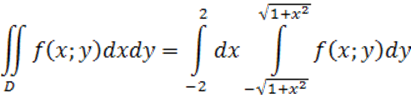 ∬_D f(x; y)dxdy = ∫_{-2}^{2} dx ∫_{-√(1+x²)}^{√(1+x²)} f(x; y)dy